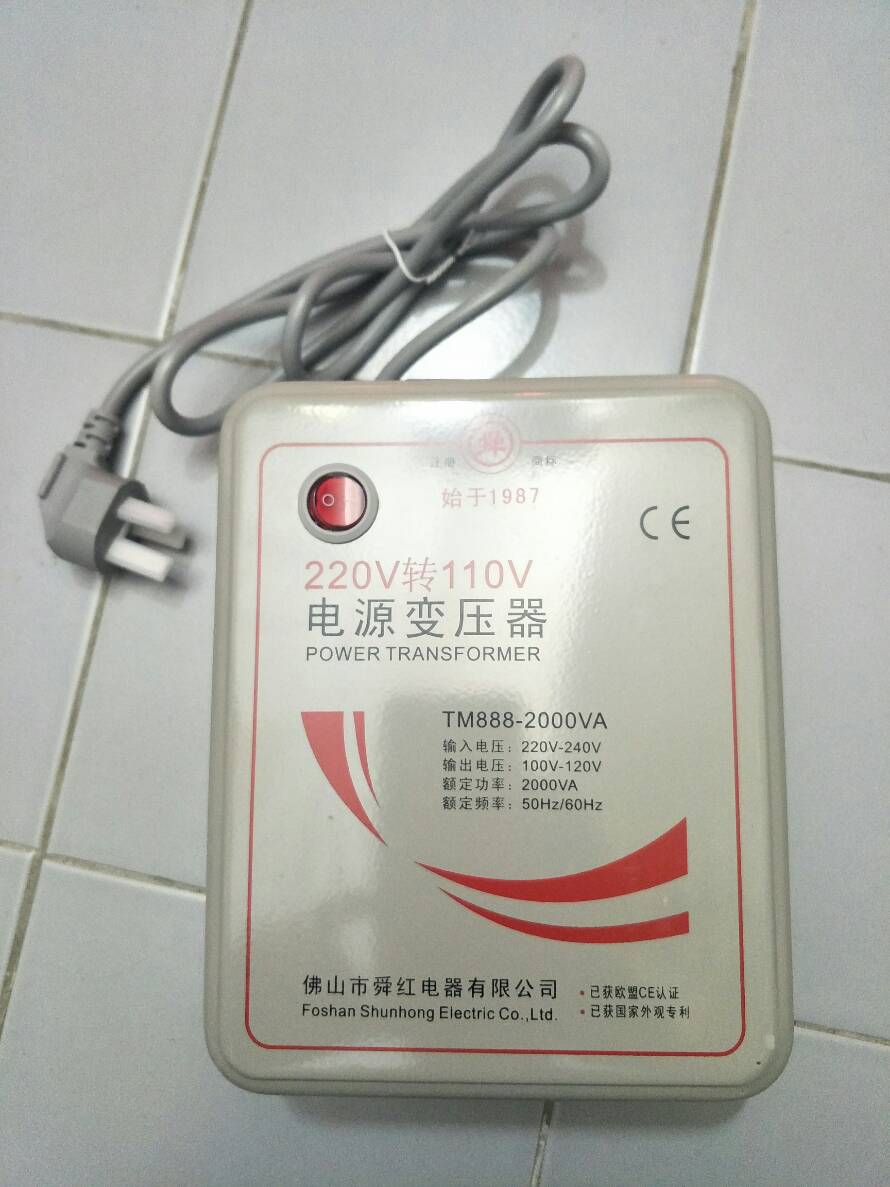 注册 商标
始于1987
CE
220V转110V
电源变压器
POWER TRANSFORMER
TM888-2000VA
输入电压：220V-240V
输出电压：100V-120V
额定功率：2000VA
额定频率：50Hz/60Hz
佛山市舜红电器有限公司
Foshan Shunhong Electric Co.,Ltd.
•已获欧盟CE认证
•已获国家外观专利